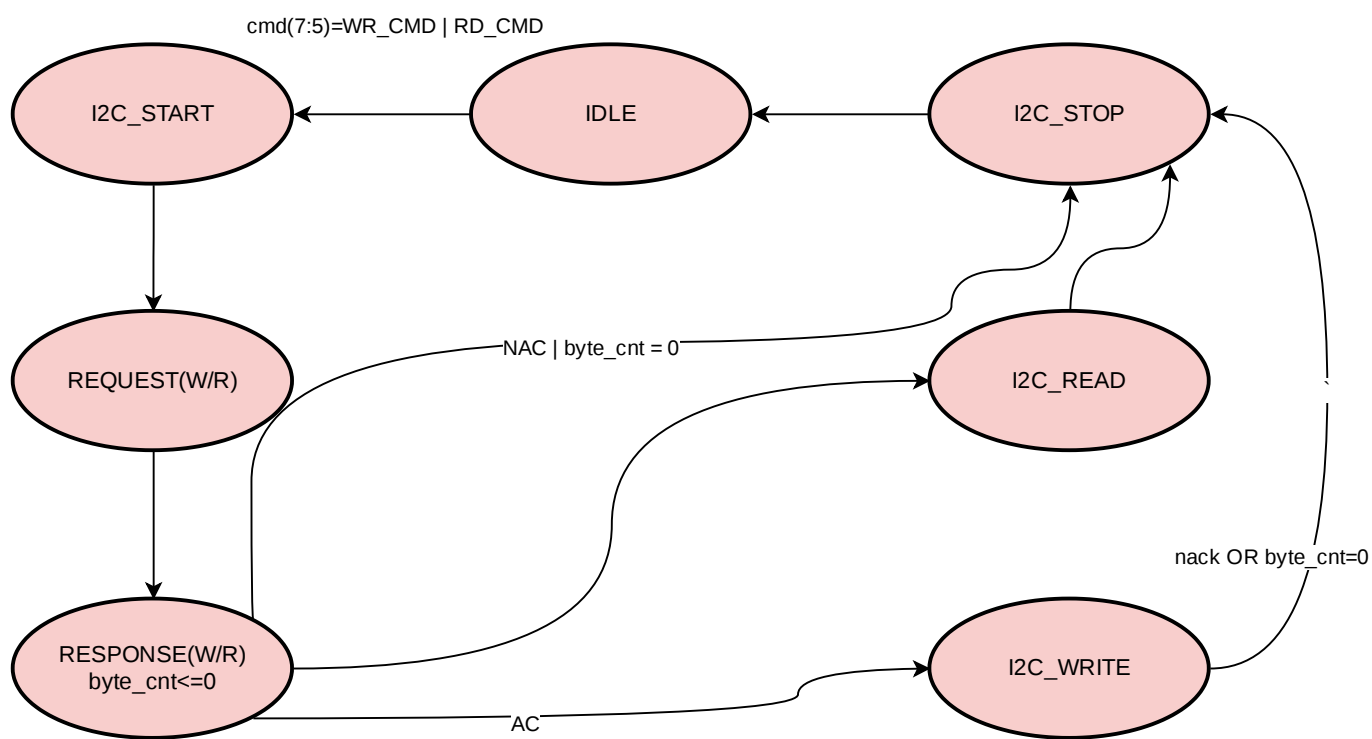 cmd(7:5)=WR_CMD | RD_CMD
I2C_START
IDLE
I2C_STOP
NAC | byte_cnt = 0
REQUEST(W/R)
I2C_READ
`
nack OR byte_cnt=0
RESPONSE(W/R)
byte_cnt<=0
I2C_WRITE
AC